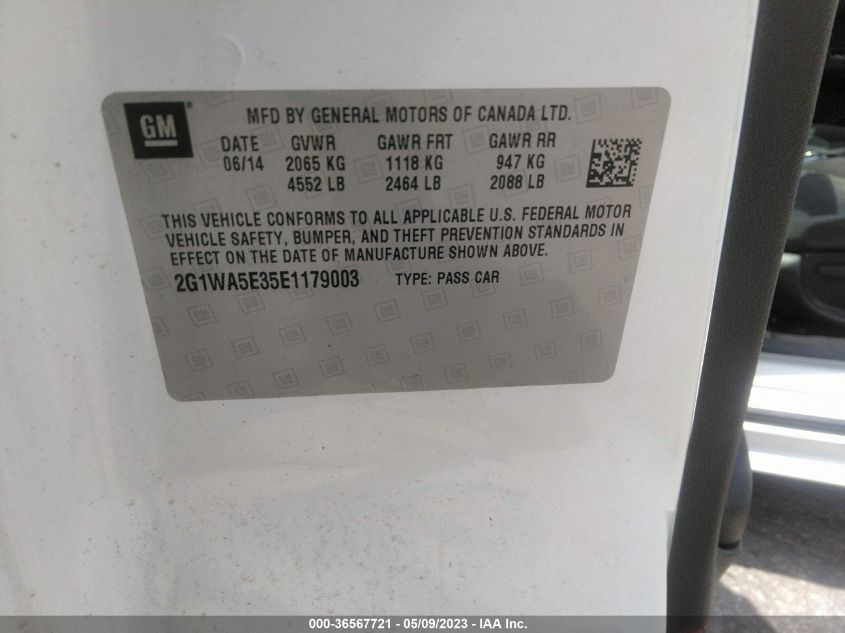 GM
MFD BY GENERAL MOTORS OF CANADA LTD.
DATE GVWR GAWR FRT GAWR RR
06/14 2065 KG 1118 KG 947 KG
4552 LB 2464 LB 2088 LB
THIS VEHICLE CONFORMS TO ALL APPLICABLE U.S. FEDERAL MOTOR
VEHICLE SAFETY, BUMPER, AND THEFT PREVENTION STANDARDS IN
EFFECT ON THE DATE OF MANUFACTURE SHOWN ABOVE.
2G1WA5E35E1179003 TYPE: PASS CAR
000-36567721 - 05/09/2023 - IAA Inc.